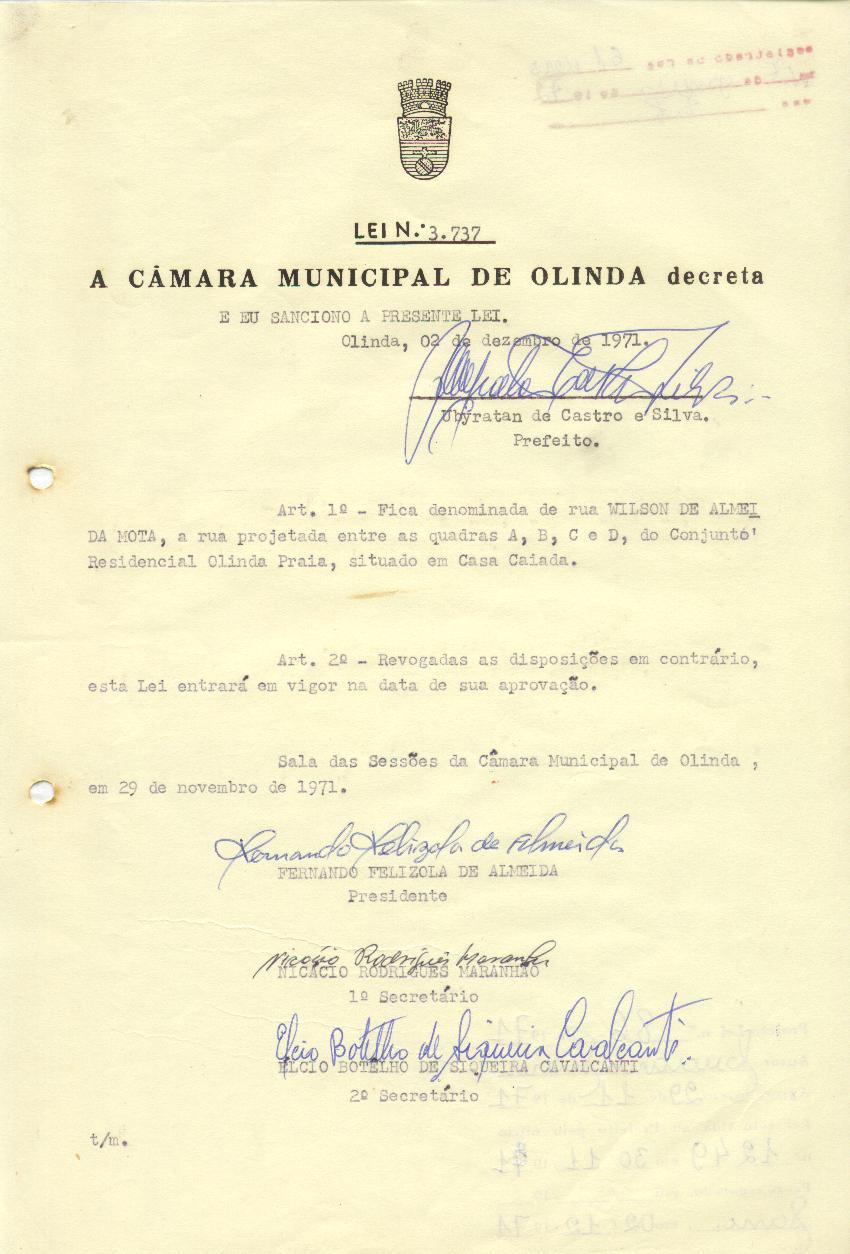 LEI N.º 3.737
A CÂMARA MUNICIPAL DE OLINDA decreta
E EU SANCIONO A PRESENTE LEI.
Olinda, 02 de dezembro de 1971.
Ubyratan de Castro e Silva.
Prefeito.
Art. 1º - Fica denominada de rua WILSON DE ALMEI
DA MOTA, a rua projetada entre as quadras A, B, C e D, do Conjuntó'
Residencial Olinda Praia, situado em Casa Caiada.
Art. 2º - Revogadas as disposições em contrário,
esta Lei entrará em vigor na data de sua aprovação.
Sala das Sessões da Câmara Municipal de Olinda ,
em 29 de novembro de 1971.
Fernando Felizola de Almeida
FERNANDO FELIZOLA DE ALMEIDA
Presidente
Nicácio Rodrigues Maranhão
NICÁCIO RODRIGUES MARANHÃO
1º Secretário
Elcio Botelho de Siqueira Cavalcanti.
ELCIO BOTELHO DE SIQUEIRA CAVALCANTI
2º Secretário
t/m.